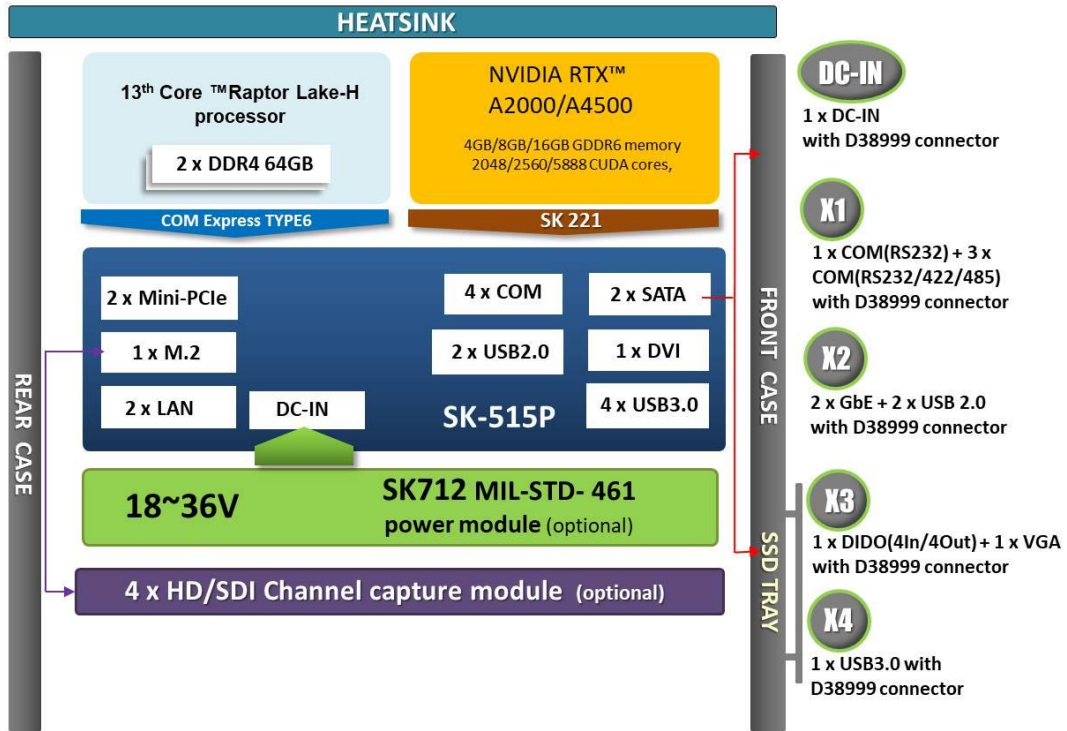 HEATSINK
REAR CASE
13th Core ™Raptor Lake-H
processor
2 x DDR4 64GB
COM Express TYPE6
NVIDIA RTX™
A2000/A4500
4GB/8GB/16GB GDDR6 memory
2048/2560/5888 CUDA cores,
SK 221
2 x Mini-PCIe
1 x M.2
2 x LAN
DC-IN
4 x COM
2 x SATA
2 x USB2.0
1 x DVI
4 x USB3.0
SK-515P
18~36V
SK712 MIL-STD- 461
power module (optional)
4 x HD/SDI Channel capture module (optional)
FRONT CASE
SSD TRAY
DC-IN
1 x DC-IN
with D38999 connector
X1
1 x COM(RS232) + 3 x
COM(RS232/422/485)
with D38999 connector
X2
2 x GbE + 2 x USB 2.0
with D38999 connector
X3
1 x DIDO(4In/4Out) + 1 x VGA
with D38999 connector
X4
1 x USB3.0 with
D38999 connector